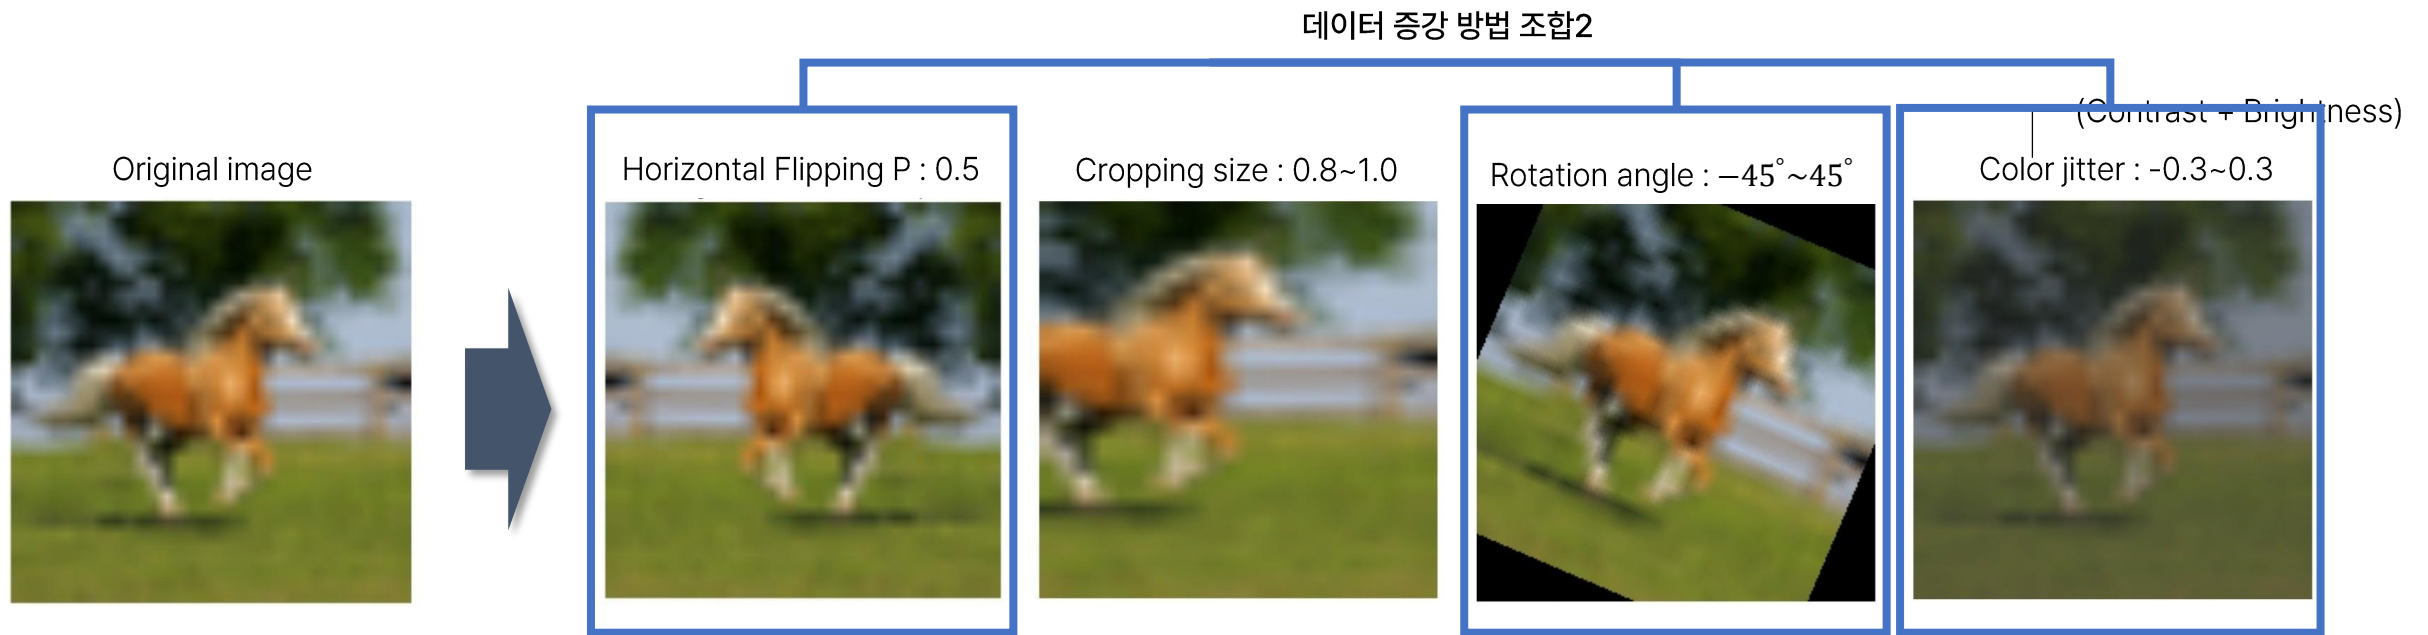 데이터 증강 방법 조합2
(Contrast + Brightness)
Original image
Horizontal Flipping P : 0.5
Cropping size : 0.8~1.0
Rotation angle : −45°~45°
Color jitter : -0.3~0.3